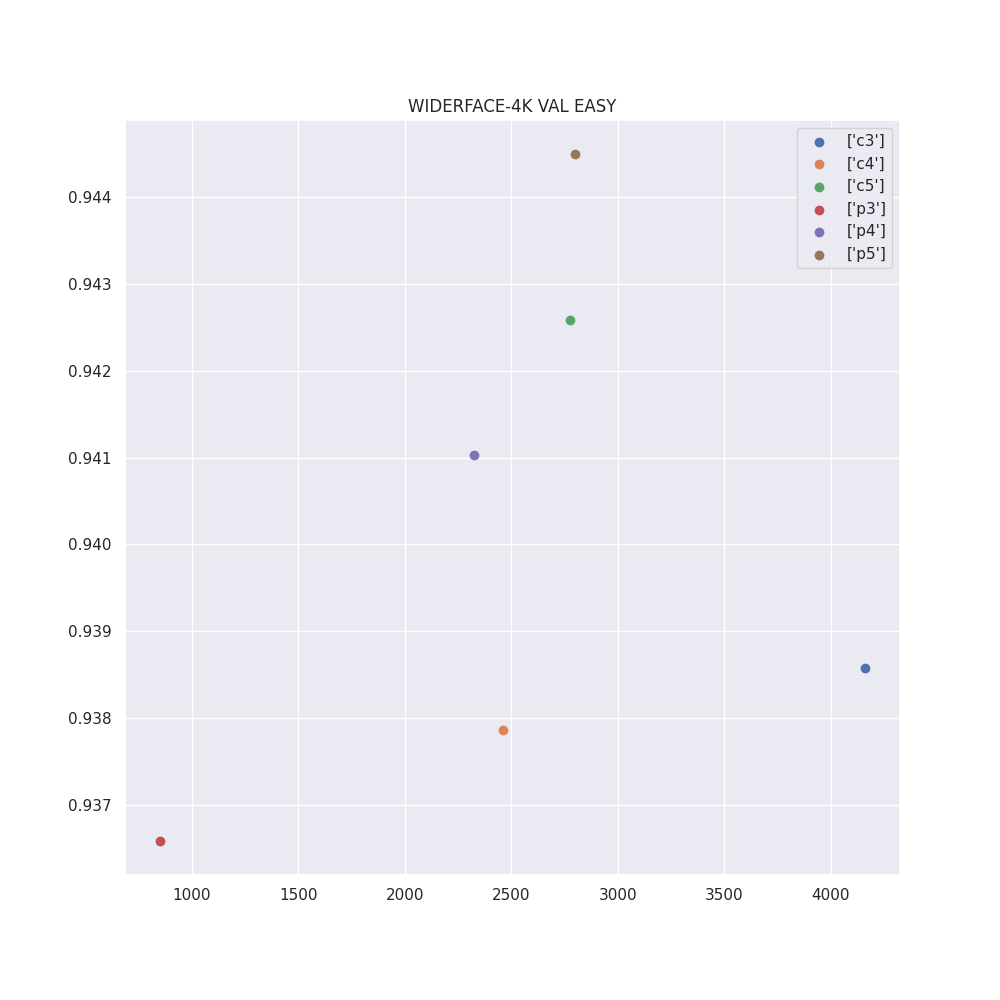 WIDERFACE-4K VAL EASY
['c3']
['c4']
['c5']
['p3']
['p4']
['p5']
0.944
0.943
0.942
0.941
0.940
0.939
0.938
0.937
1000 1500 2000 2500 3000 3500 4000